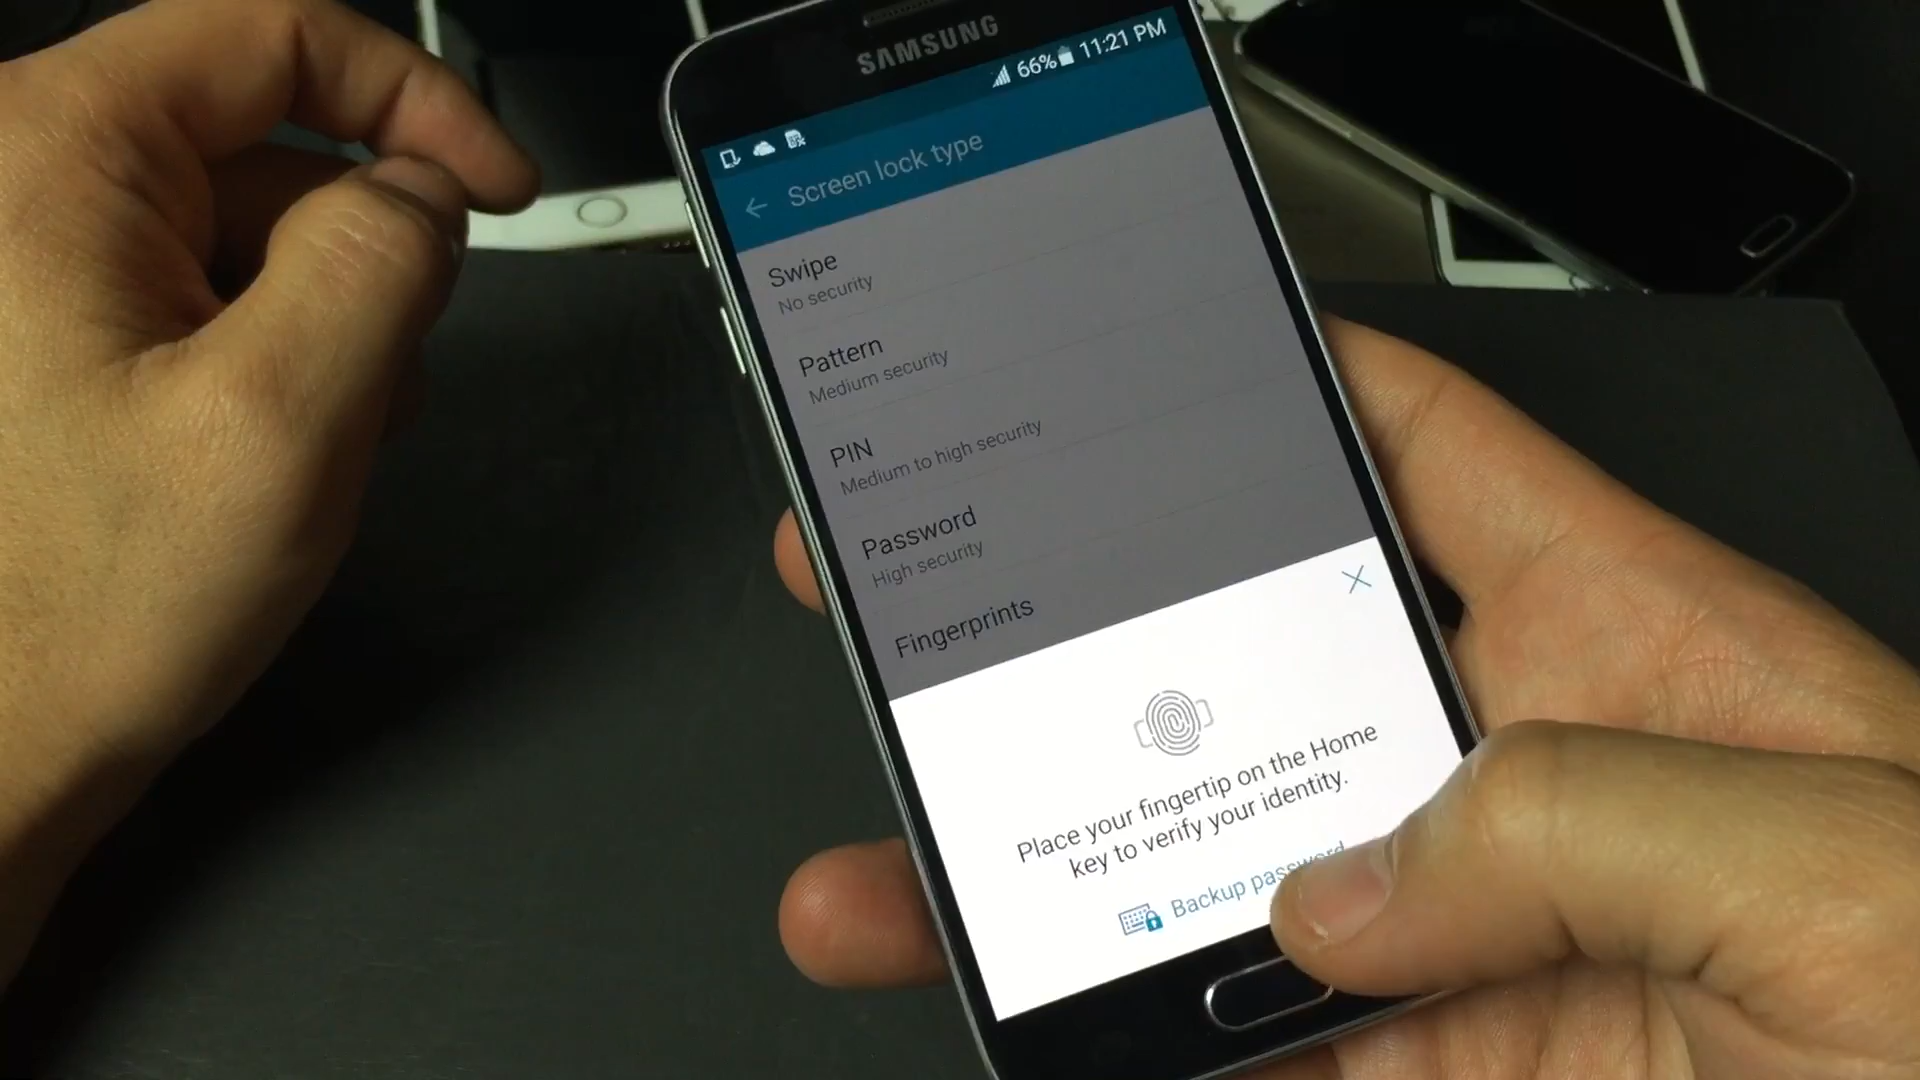 SAMSUNG
66% 11:21 PM
Screen lock type
Swipe
No security
Pattern
Medium security
PIN
Medium to high security
Password
High security
Fingerprints
Place your fingertip on the Home
key to verify your identity.
Backup password